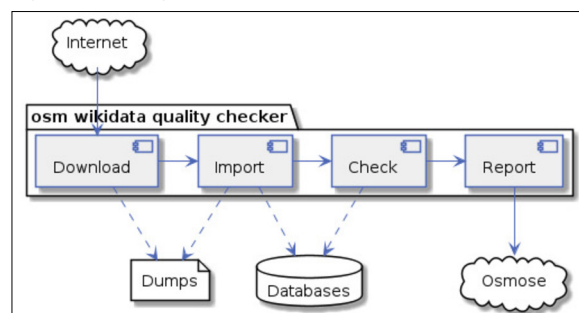 Internet
osm wikidata quality checker
Download
Import
Check
Report
Dumps
Databases
Osmose